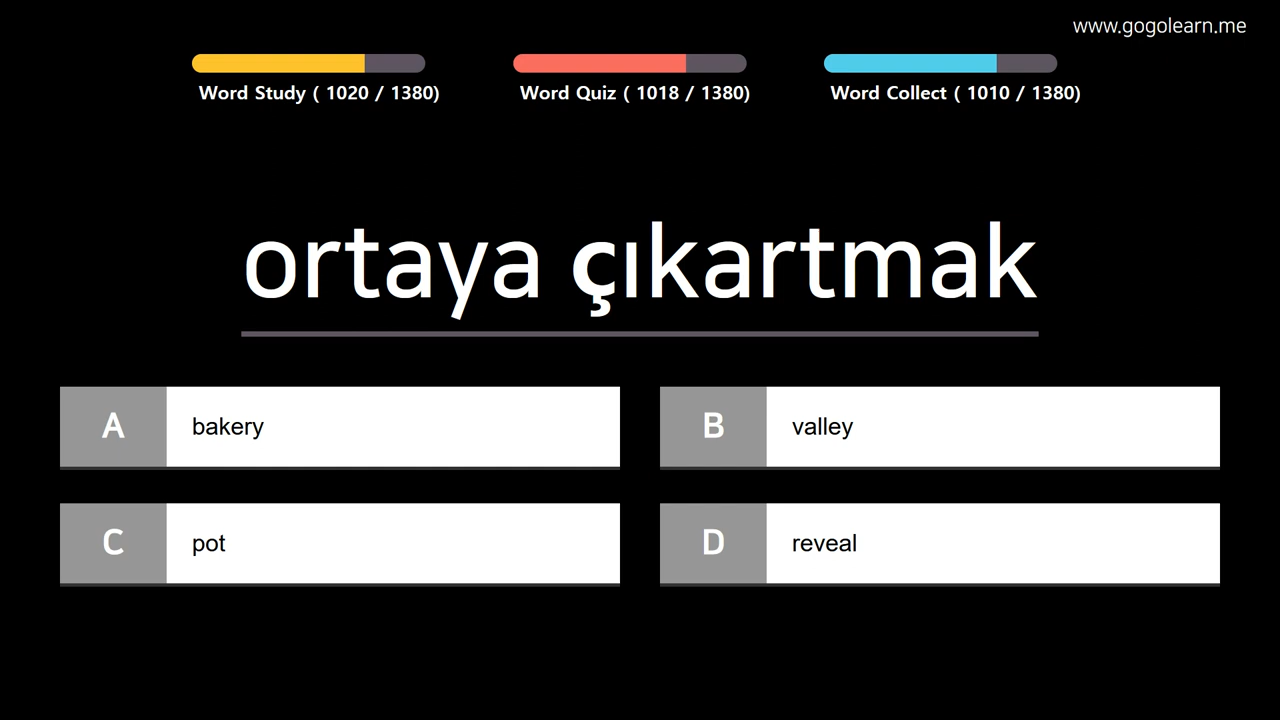 www.gogolearn.me
Word Study ( 1020 / 1380)
Word Quiz ( 1018 / 1380)
Word Collect ( 1010 / 1380)
ortaya çıkartmak
A bakery
B valley
C pot
D reveal